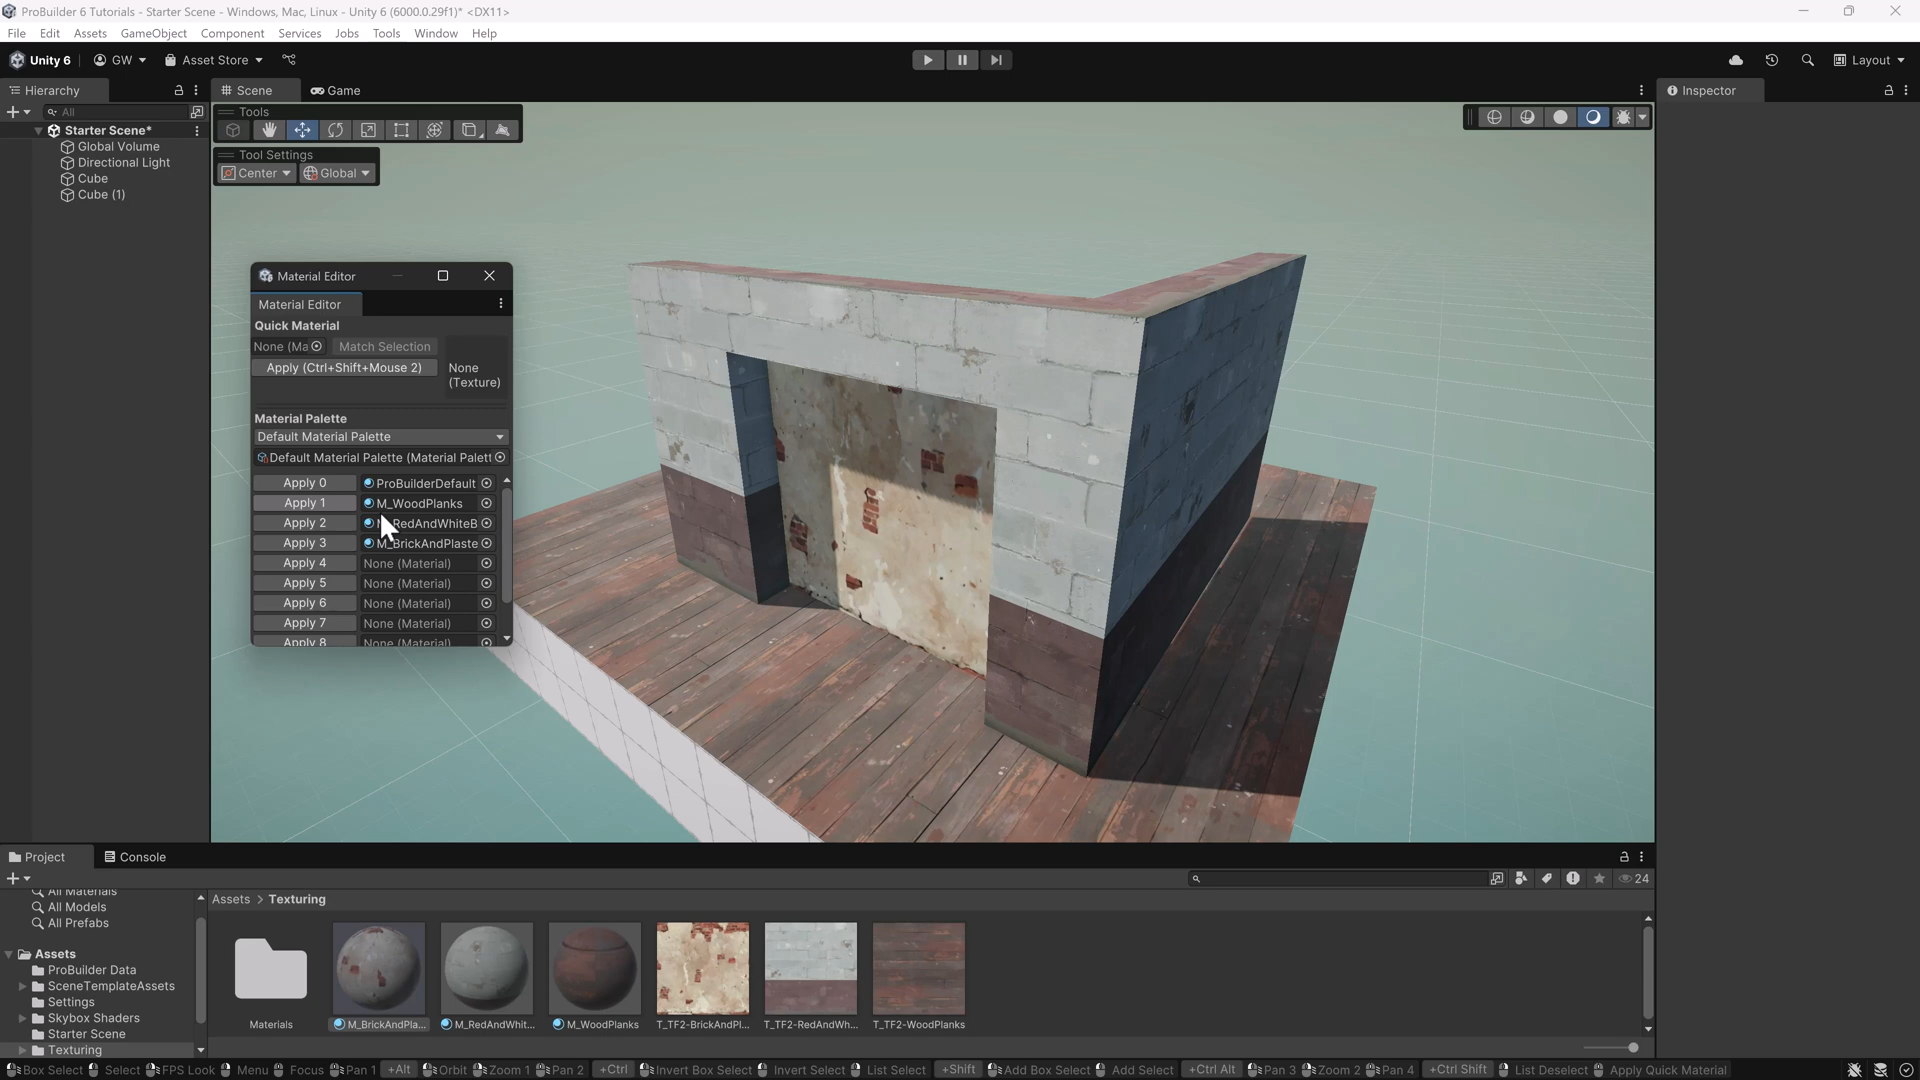 ProBuilder 6 Tutorials - Starter Scene - Windows, Mac, Linux - Unity 6 (6000.0.29f1)* <DX11>
File Edit Assets GameObject Component Services Jobs Tools Window Help
Unity 6 GW Asset Store Layout
Hierarchy
All
Starter Scene*
Global Volume
Directional Light
Cube
Cube (1)
Scene Game
Tools
Tool Settings
Center Global
Inspector
Material Editor
Material Editor
Quick Material
None (Ma Match Selection
Apply (Ctrl+Shift+Mouse 2)
None
(Texture)
Material Palette
Default Material Palette
Default Material Palette (Material Palett
Apply 0 ProBuilderDefault
Apply 1 M_WoodPlanks
Apply 2 RedAndWhiteB
Apply 3 M_BrickAndPlaste
Apply 4 None (Material)
Apply 5 None (Material)
Apply 6 None (Material)
Apply 7 None (Material)
Apply 8 None (Material)
Project Console
24
All Materials
All Models
All Prefabs
Assets
ProBuilder Data
SceneTemplateAssets
Settings
Skybox Shaders
Starter Scene
Texturing
Assets > Texturing
Materials M_BrickAndPla... M_RedAndWhit... M_WoodPlanks T_TF2-BrickAndPl... T_TF2-RedAndWh... T_TF2-WoodPlanks
Box Select Select FPS Look Menu Focus Pan 1 +Alt Orbit Zoom 1 Pan 2 +Ctrl Invert Box Select Invert Select List Select +Shift Add Box Select Add Select +Ctrl Alt Pan 3 Zoom 2 Pan 4 +Ctrl Shift List Deselect Apply Quick Material